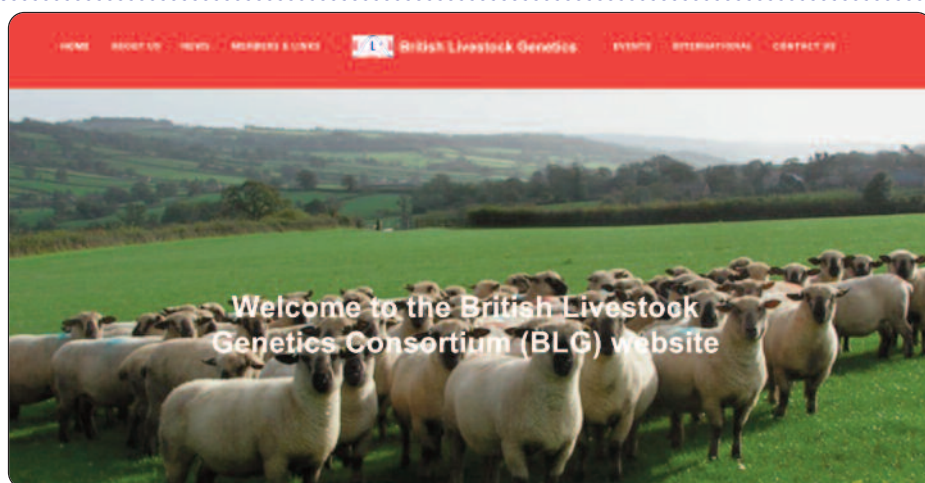 HOME ABOUT US NEWS MEMBERS & LINKS British Livestock Genetics EVENTS INTERNATIONAL CONTACT US
Welcome to the British Livestock
Genetics Consortium (BLG) website